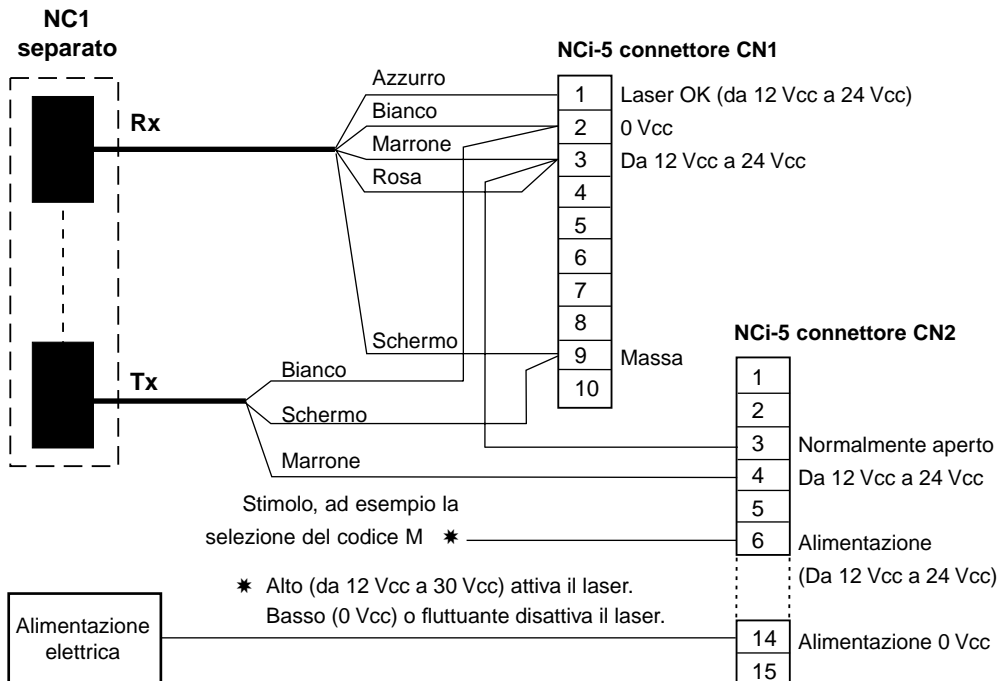 NC1
separato
Rx
Tx
Azzurro
Bianco
Marrone
Rosa
Schermo
Bianco
Schermo
Marrone
NCi-5 connettore CN1
1 Laser OK (da 12 Vcc a 24 Vcc)
2 0 Vcc
3 Da 12 Vcc a 24 Vcc
4
5
6
7
8
9 Massa
10
NCi-5 connettore CN2
1
2
3 Normalmente aperto
4 Da 12 Vcc a 24 Vcc
5
6 Alimentazione
(Da 12 Vcc a 24 Vcc)
14 Alimentazione 0 Vcc
15
Stimolo, ad esempio la
selezione del codice M ✷
✷ Alto (da 12 Vcc a 30 Vcc) attiva il laser.
Basso (0 Vcc) o fluttuante disattiva il laser.
Alimentazione
elettrica